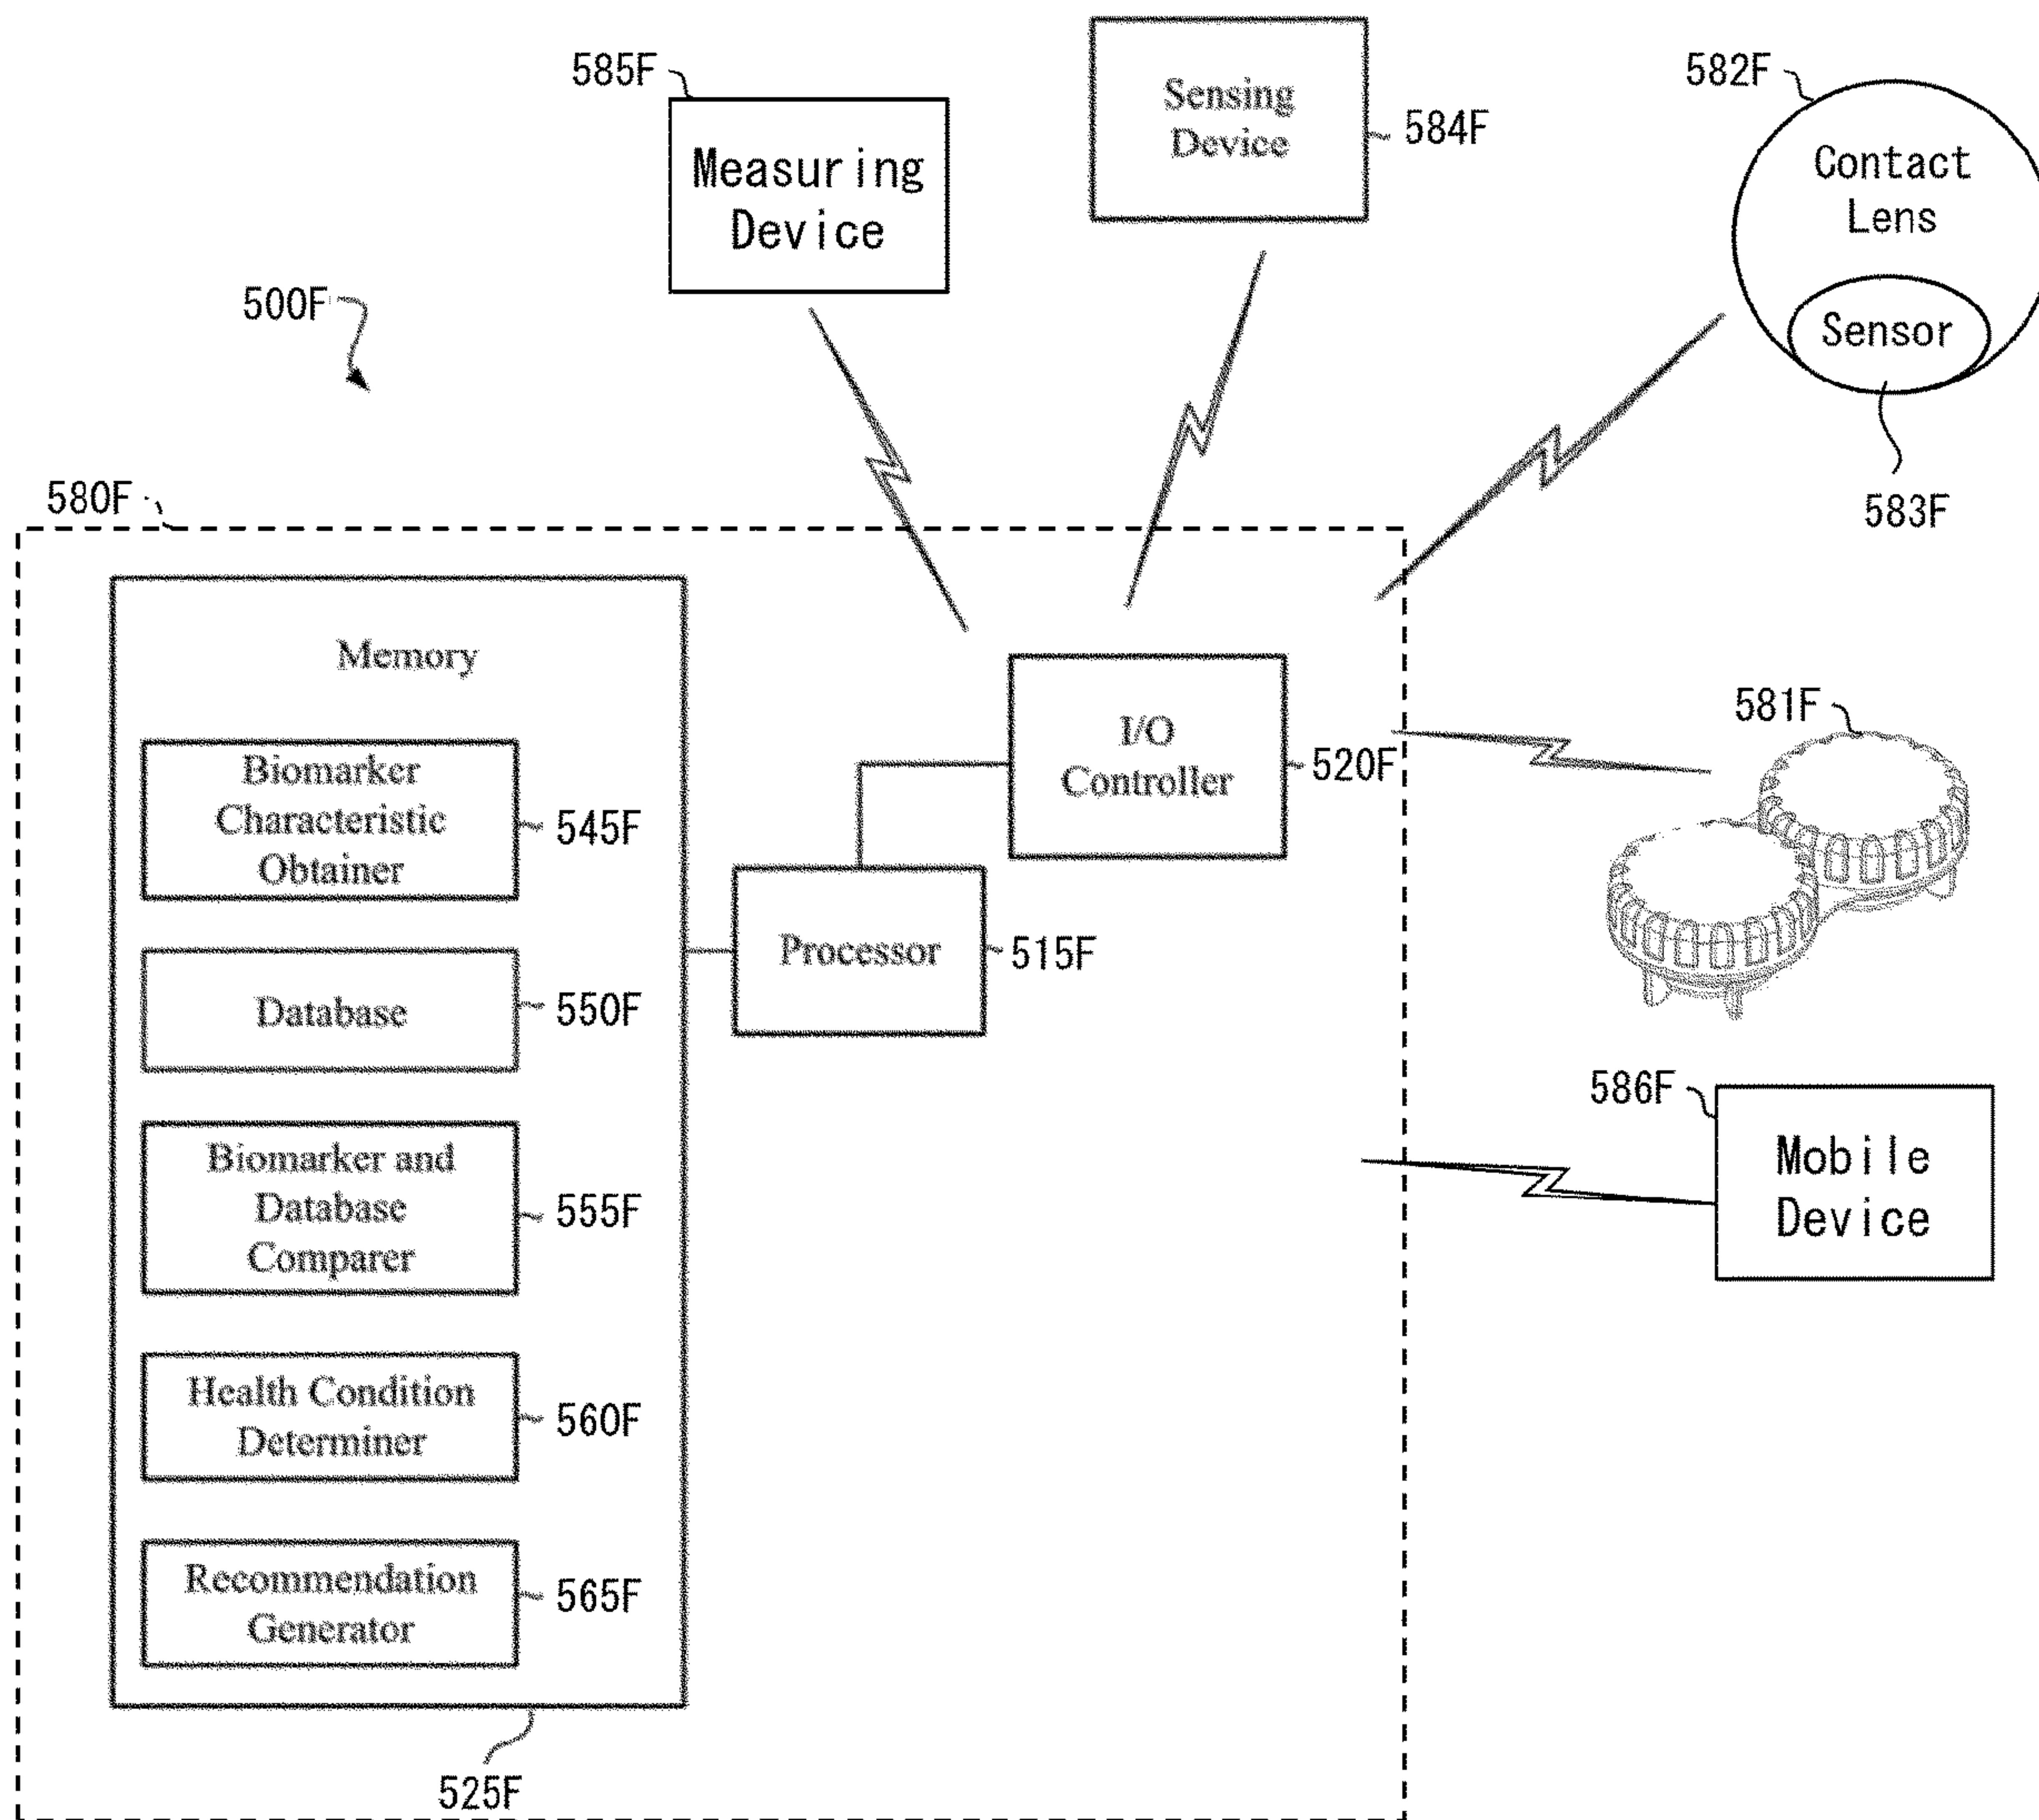 585F
Measuring
Device
Sensing
Device
584F
582F
Contact
Lens
Sensor
583F
500F
580F
Memory
Biomarker
Characteristic
Obtainer
545F
Database
550F
Biomarker and
Database
Comparer
555F
Health Condition
Determiner
560F
Recommendation
Generator
565F
525F
Processor
515F
I/O
Controller
520F
581F
586F
Mobile
Device